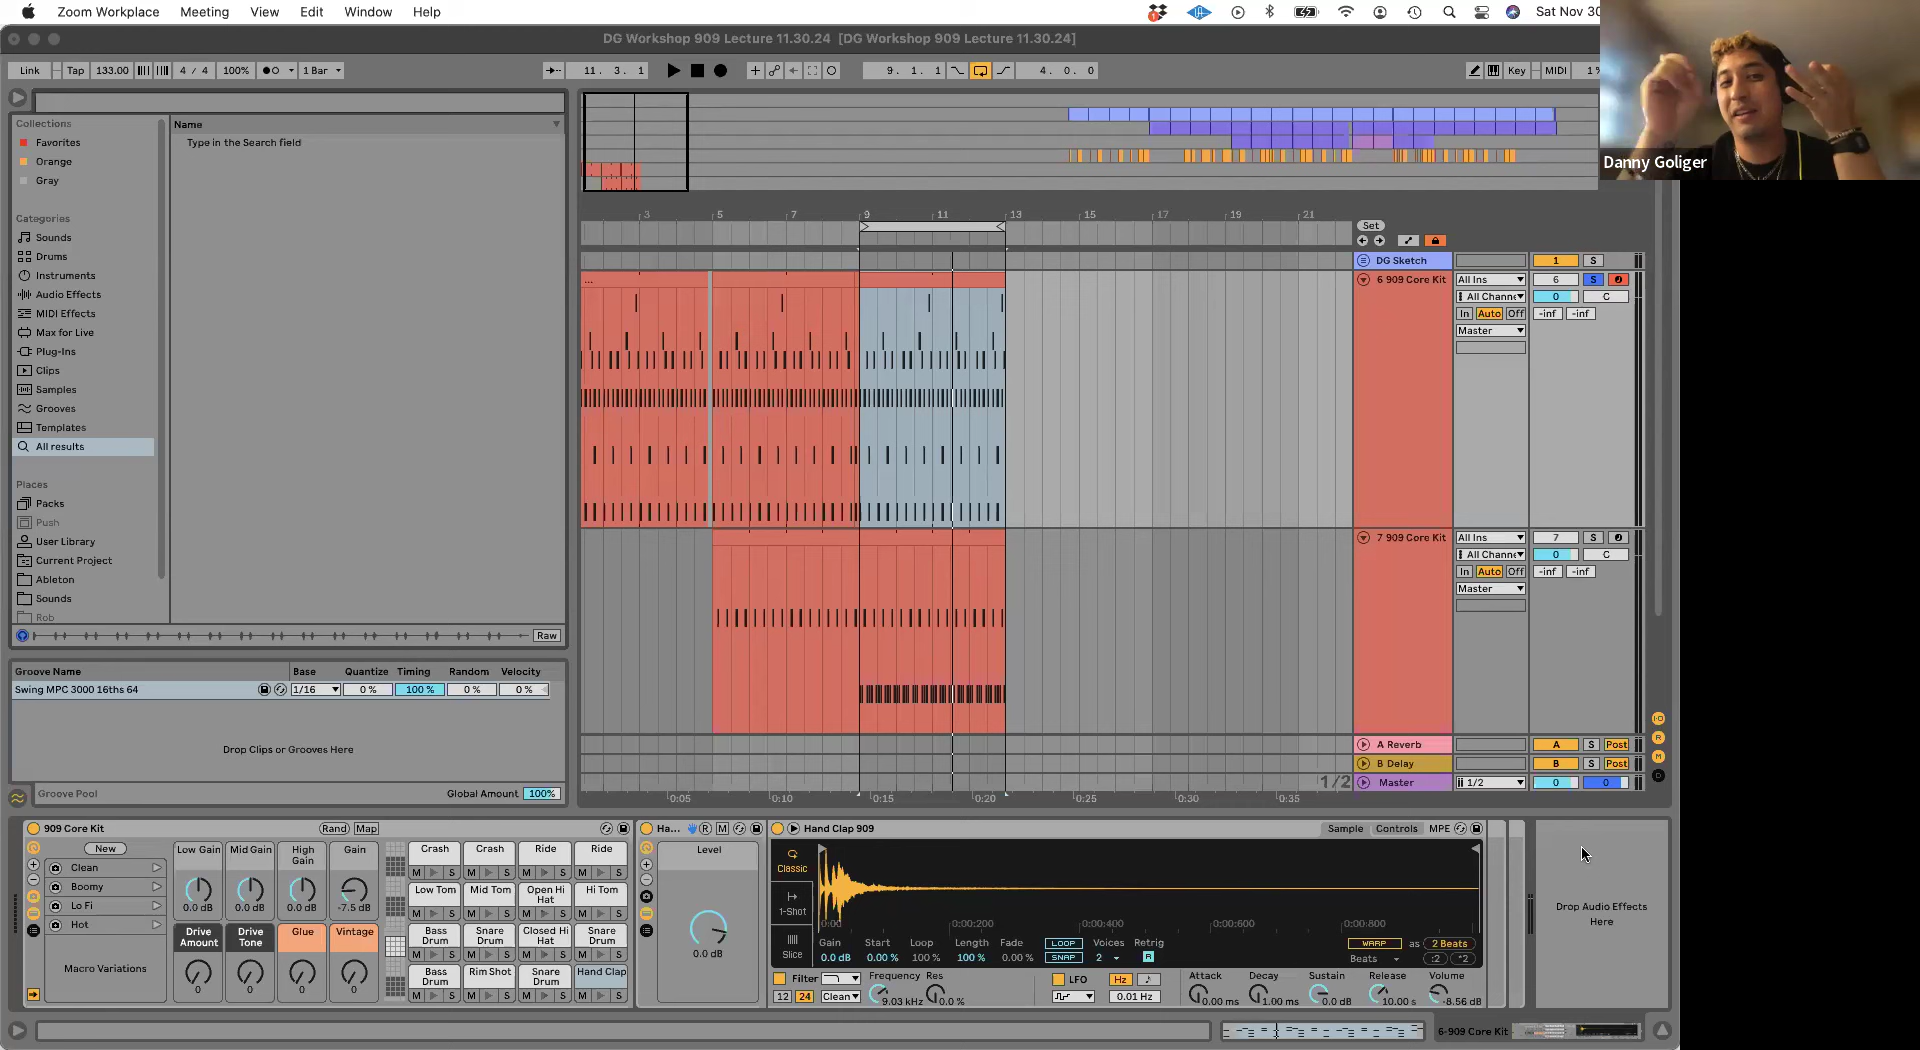 Zoom Workplace Meeting View Edit Window Help
Sat Nov 30
DG Workshop 909 Lecture 11.30.24 [DG Workshop 909 Lecture 11.30.24]
Link Tap 133.00 4 / 4 100% 1 Bar 11. 3. 1 9. 1. 1 4. 0. 0 Key MIDI 1 %
Danny Goliger
Collections
Favorites
Orange
Gray
Categories
Sounds
Drums
Instruments
Audio Effects
MIDI Effects
Max for Live
Plug-Ins
Clips
Samples
Grooves
Templates
All results
Places
Packs
Push
User Library
Current Project
Ableton
Sounds
Rob
Name
Type in the Search field
Raw
Groove Name Base Quantize Timing Random Velocity
Swing MPC 3000 16ths 64 1/16 0 % 100 % 0 % 0 %
Drop Clips or Grooves Here
Groove Pool Global Amount 100%
3 5 7 9 11 13 15 17 19 21
Set
DG Sketch 1 S
...
6 909 Core Kit All Ins 6 S
All Channe 0 C
In Auto Off -inf -inf
Master
7 909 Core Kit All Ins 7 S
All Channe 0 C
In Auto Off -inf -inf
Master
A Reverb A S Post
B Delay B S Post
1/2 Master 1/2 0 0
0:05 0:10 0:15 0:20 0:25 0:30 0:35
909 Core Kit Rand Map
New
Clean
Boomy
Lo Fi
Hot
Macro Variations
Low Gain Mid Gain High Gain Gain
0.0 dB 0.0 dB 0.0 dB -7.5 dB
Drive Amount Drive Tone Glue Vintage
0 0 0 0
Crash Crash Ride Ride
M S M S M S M S
Low Tom Mid Tom Open Hi Hat Hi Tom
M S M S M S M S
Bass Drum Snare Drum Closed Hi Hat Snare Drum
M S M S M S M S
Bass Drum Rim Shot Snare Drum Hand Clap
M S M S M S M S
Ha... R M
Level
0.0 dB
Hand Clap 909 Sample Controls MPE
Classic
1-Shot
Slice
0:00 0:00:200 0:00:400 0:00:600 0:00:800
Gain Start Loop Length Fade LOOP Voices Retrig WARP as 2 Beats
0.0 dB 0.00 % 100 % 100 % 0.00 % SNAP 2 R Beats :2 *2
Filter Frequency Res LFO Hz Attack Decay Sustain Release Volume
12 24 Clean 9.03 kHz 0.0 % 0.01 Hz 0.00 ms 1.00 ms 0.0 dB 10.00 s -8.56 dB
Drop Audio Effects
Here
6-909 Core Kit